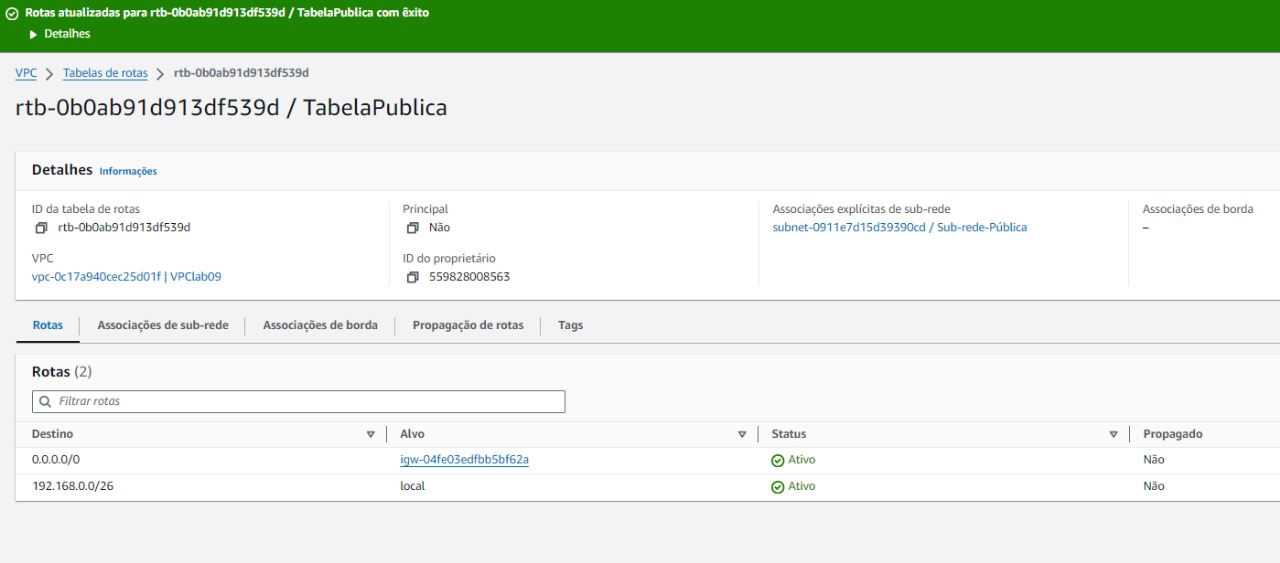 Rotas atualizadas para rtb-0b0ab91d913df539d / TabelaPublica com êxito
Detalhes
VPC > Tabelas de rotas > rtb-0b0ab91d913df539d
rtb-0b0ab91d913df539d / TabelaPublica
Detalhes Informações
ID da tabela de rotas
rtb-0b0ab91d913df539d
VPC
vpc-0c17a940cec25d01f | VPClab09
Principal
Não
ID do proprietário
559828008563
Associações explícitas de sub-rede
subnet-0911e7d15d39390cd / Sub-rede-Pública
Associações de borda
–
Rotas Associações de sub-rede Associações de borda Propagação de rotas Tags
Rotas (2)
Filtrar rotas
Destino Alvo Status Propagado
0.0.0.0/0 igw-04fe03edfbb5bf62a Ativo Não
192.168.0.0/26 local Ativo Não